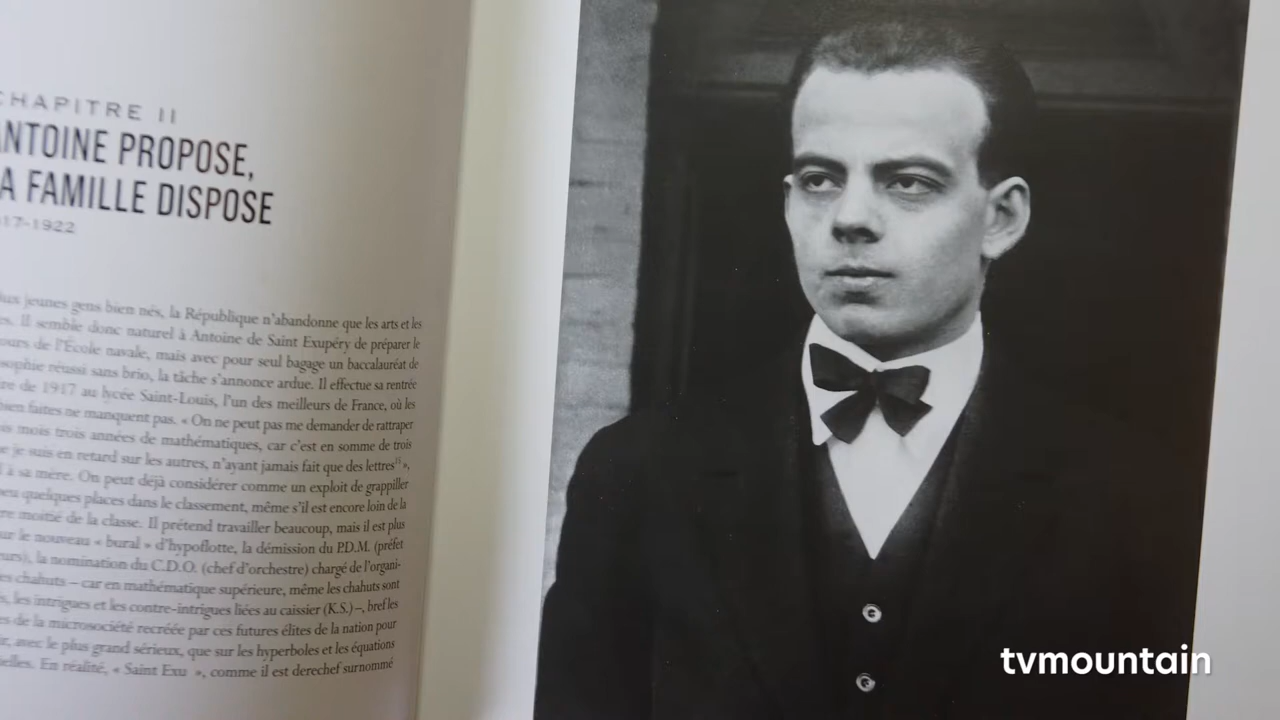 CHAPITRE II
ANTOINE PROPOSE,
A FAMILLE DISPOSE
17-1922
Aux jeunes gens bien nés, la République n'abandonne que les arts et les
es. Il semble donc naturel à Antoine de Saint Exupéry de préparer le
ours de l'École navale, mais avec pour seul bagage un baccalauréat de
sophie réussi sans brio, la tâche s'annonce ardue. Il effectue sa rentrée
re de 1917 au lycée Saint-Louis, l'un des meilleurs de France, où les
bien faites ne manquent pas. « On ne peut pas me demander de rattraper
is mois trois années de mathématiques, car c'est en somme de trois
e je suis en retard sur les autres, n'ayant jamais fait que des lettres »,
l à sa mère. On peut déjà considérer comme un exploit de grappiller
peu quelques places dans le classement, même s'il est encore loin de la
re moitié de la classe. Il prétend travailler beaucoup, mais il est plus
ur le nouveau « bural » d'hypoflotte, la démission du P.D.M. (préfet
eurs), la nomination du C.D.O. (chef d'orchestre) chargé de l'organi-
es chahuts – car en mathématique supérieure, même les chahuts sont
s, les intrigues et les contre-intrigues liées au caissier (K.S.) –, bref les
es de la microsociété recréée par ces futures élites de la nation pour
ir, avec le plus grand sérieux, que sur les hyperboles et les équations
ielles. En réalité, « Saint Exu », comme il est derechef surnommé
tvmountain